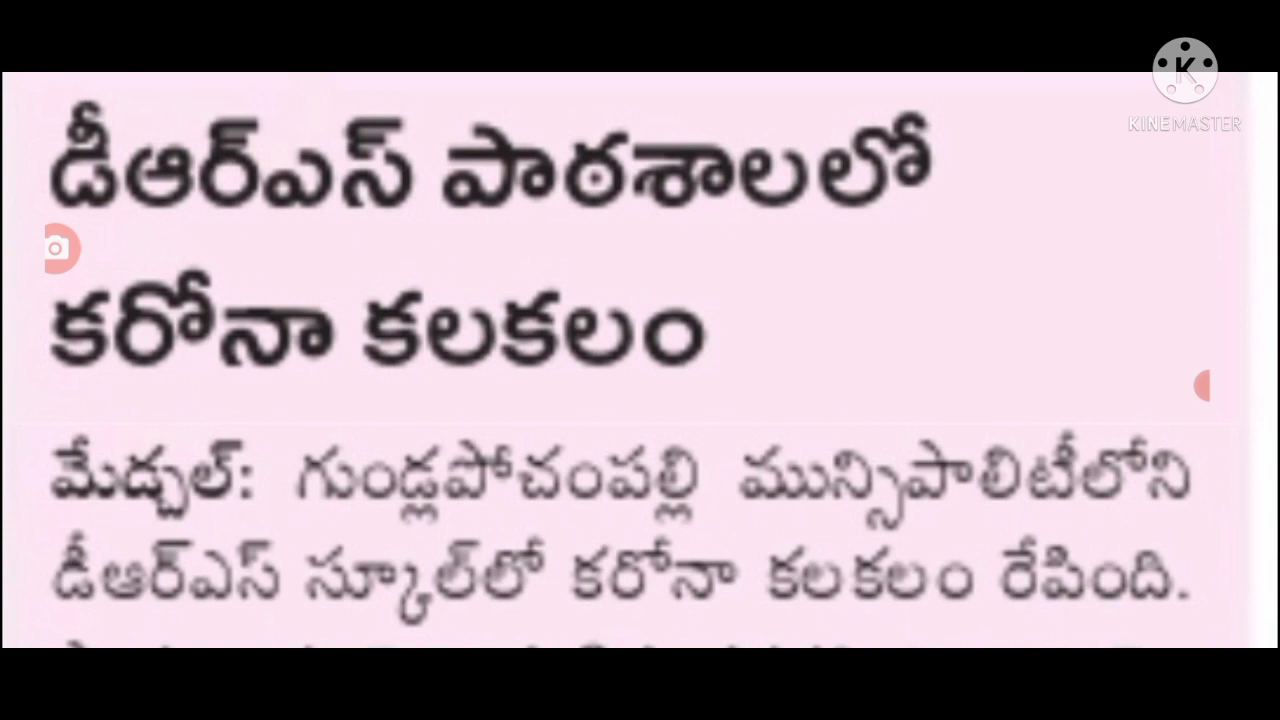 KINEMASTER
డీఆర్ఎస్ పాఠశాలలో
కరోనా కలకలం
మేడ్చల్: గుండ్లపోచంపల్లి మున్సిపాలిటీలోని
డీఆర్ఎస్ స్కూల్‌లో కరోనా కలకలం రేపింది.